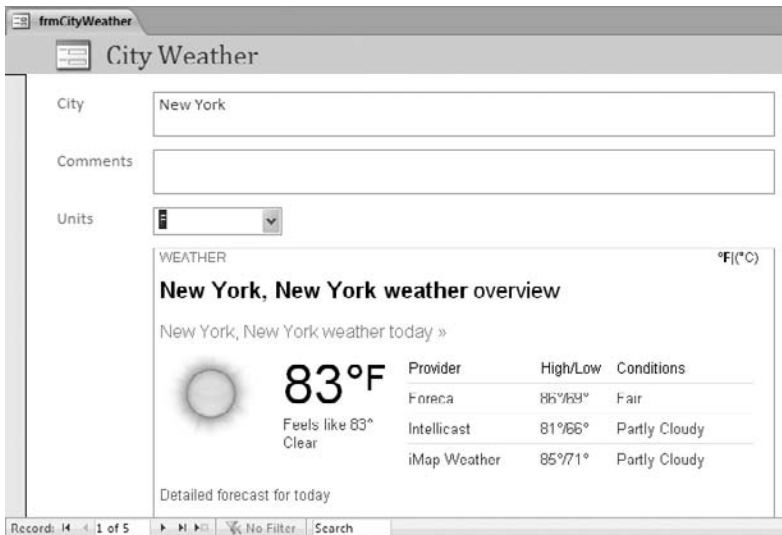 frmCityWeather
City Weather
City New York
Comments
Units F
WEATHER °F|(°C)
New York, New York weather overview
New York, New York weather today »
83°F
Feels like 83°
Clear
Provider High/Low Conditions
Foreca 86°/69° Fair
Intellicast 81°/66° Partly Cloudy
iMap Weather 85°/71° Partly Cloudy
Detailed forecast for today
Record: 1 of 5 No Filter Search